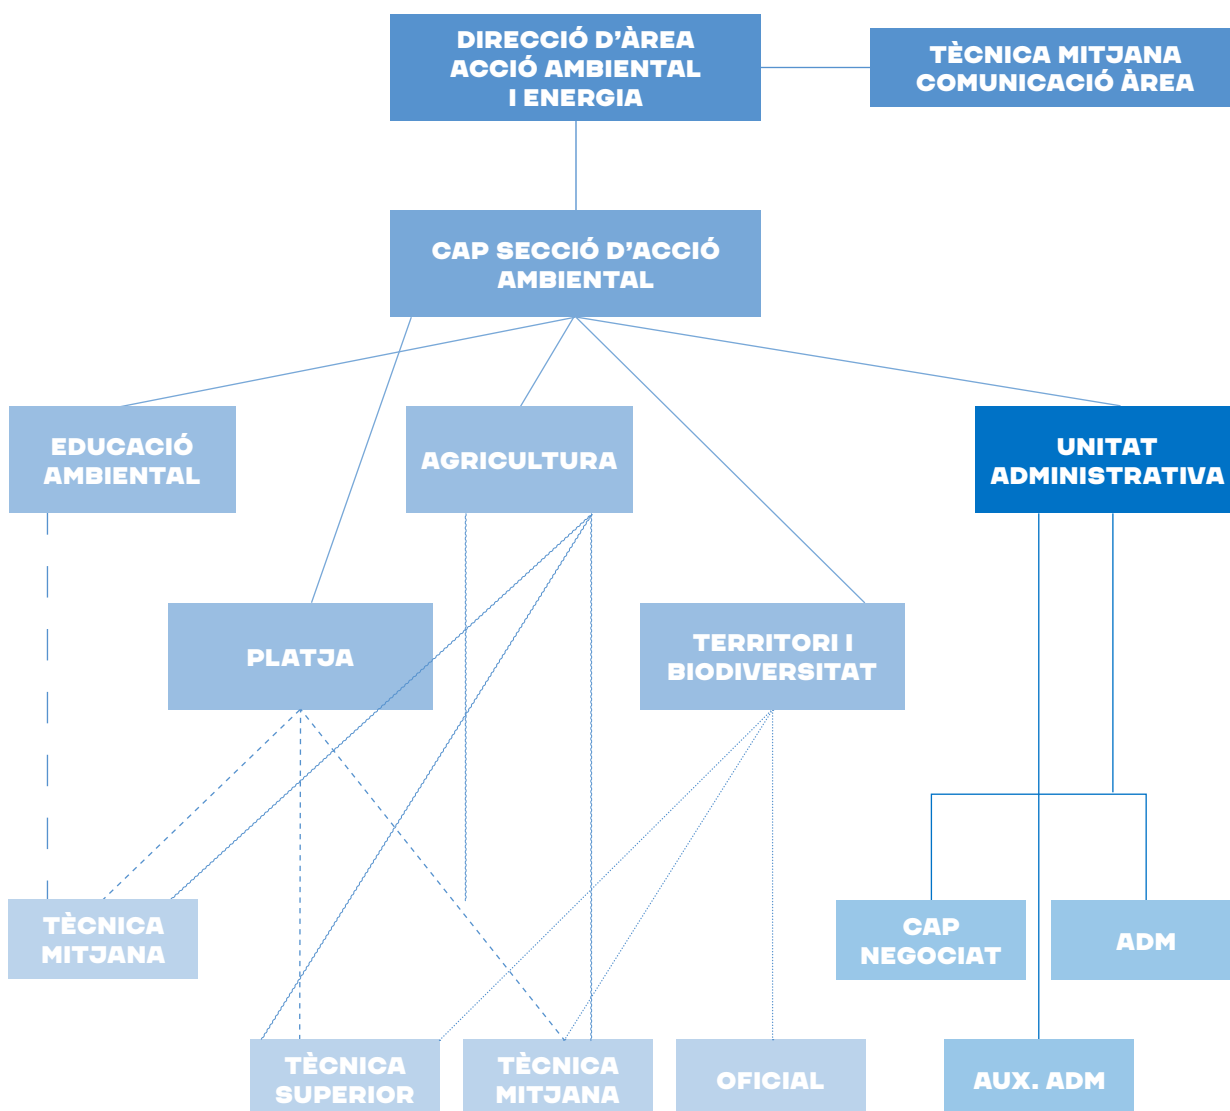 DIRECCIÓ D'ÀREA
ACCIÓ AMBIENTAL
I ENERGIA
TÈCNICA MITJANA
COMUNICACIÓ ÀREA
CAP SECCIÓ D'ACCIÓ
AMBIENTAL
EDUCACIÓ
AMBIENTAL
AGRICULTURA
UNITAT
ADMINISTRATIVA
PLATJA
TERRITORI I
BIODIVERSITAT
TÈCNICA
MITJANA
CAP
NEGOCIAT
ADM
TÈCNICA
SUPERIOR
TÈCNICA
MITJANA
OFICIAL
AUX. ADM